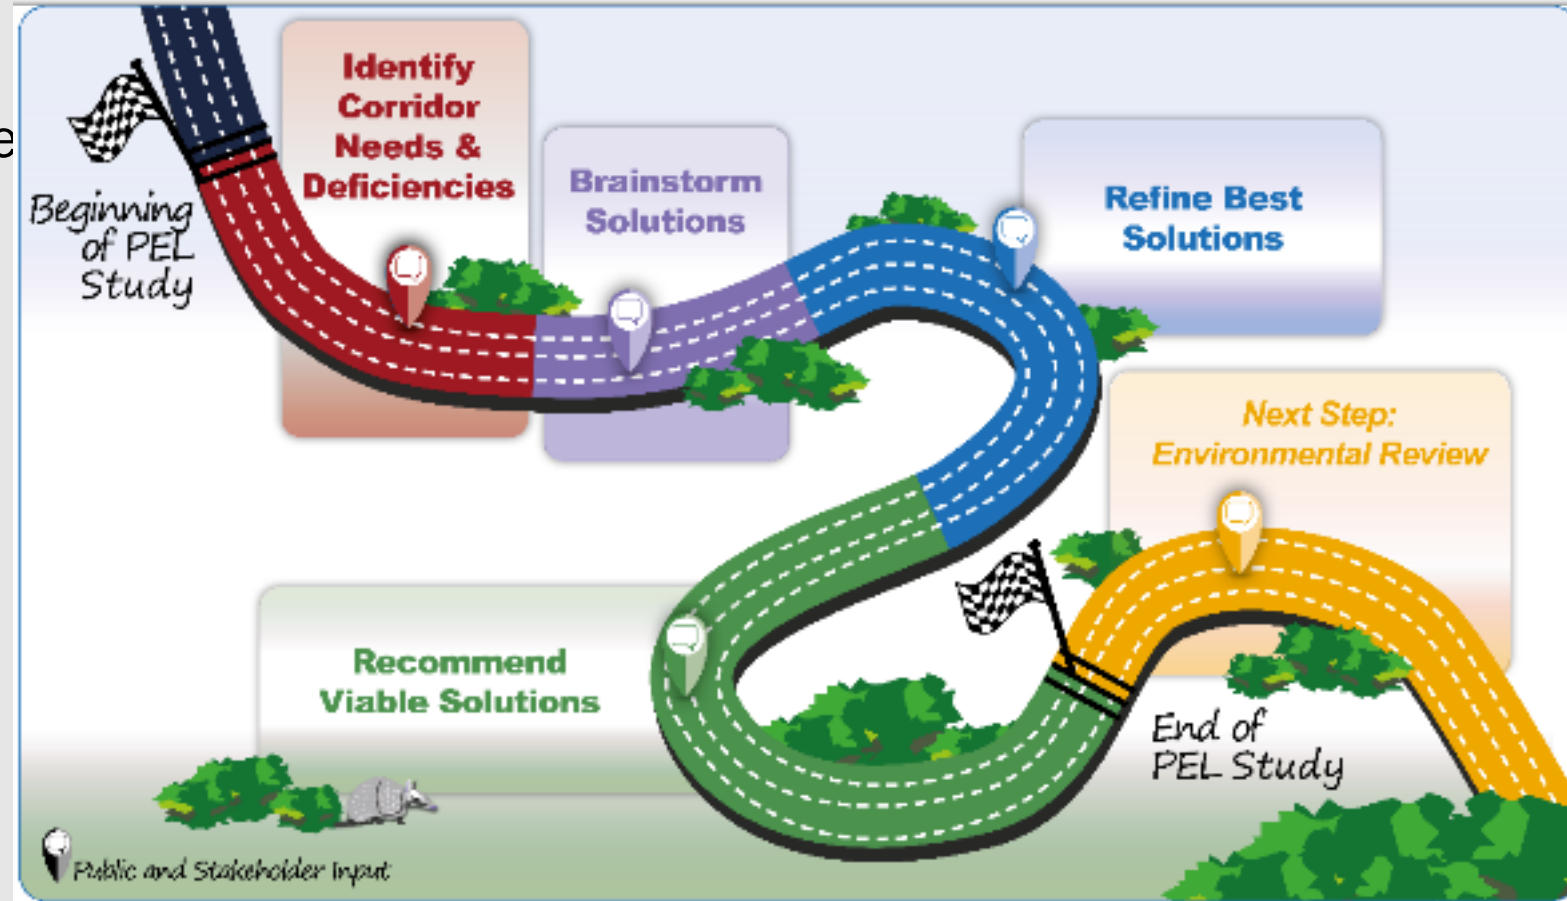 e
Identify
Corridor
Needs &
Deficiencies
Beginning
of PEL
Study
Brainstorm
Solutions
Refine Best
Solutions
Next Step:
Environmental Review
Recommend
Viable Solutions
End of
PEL Study
Public and Stakeholder Input